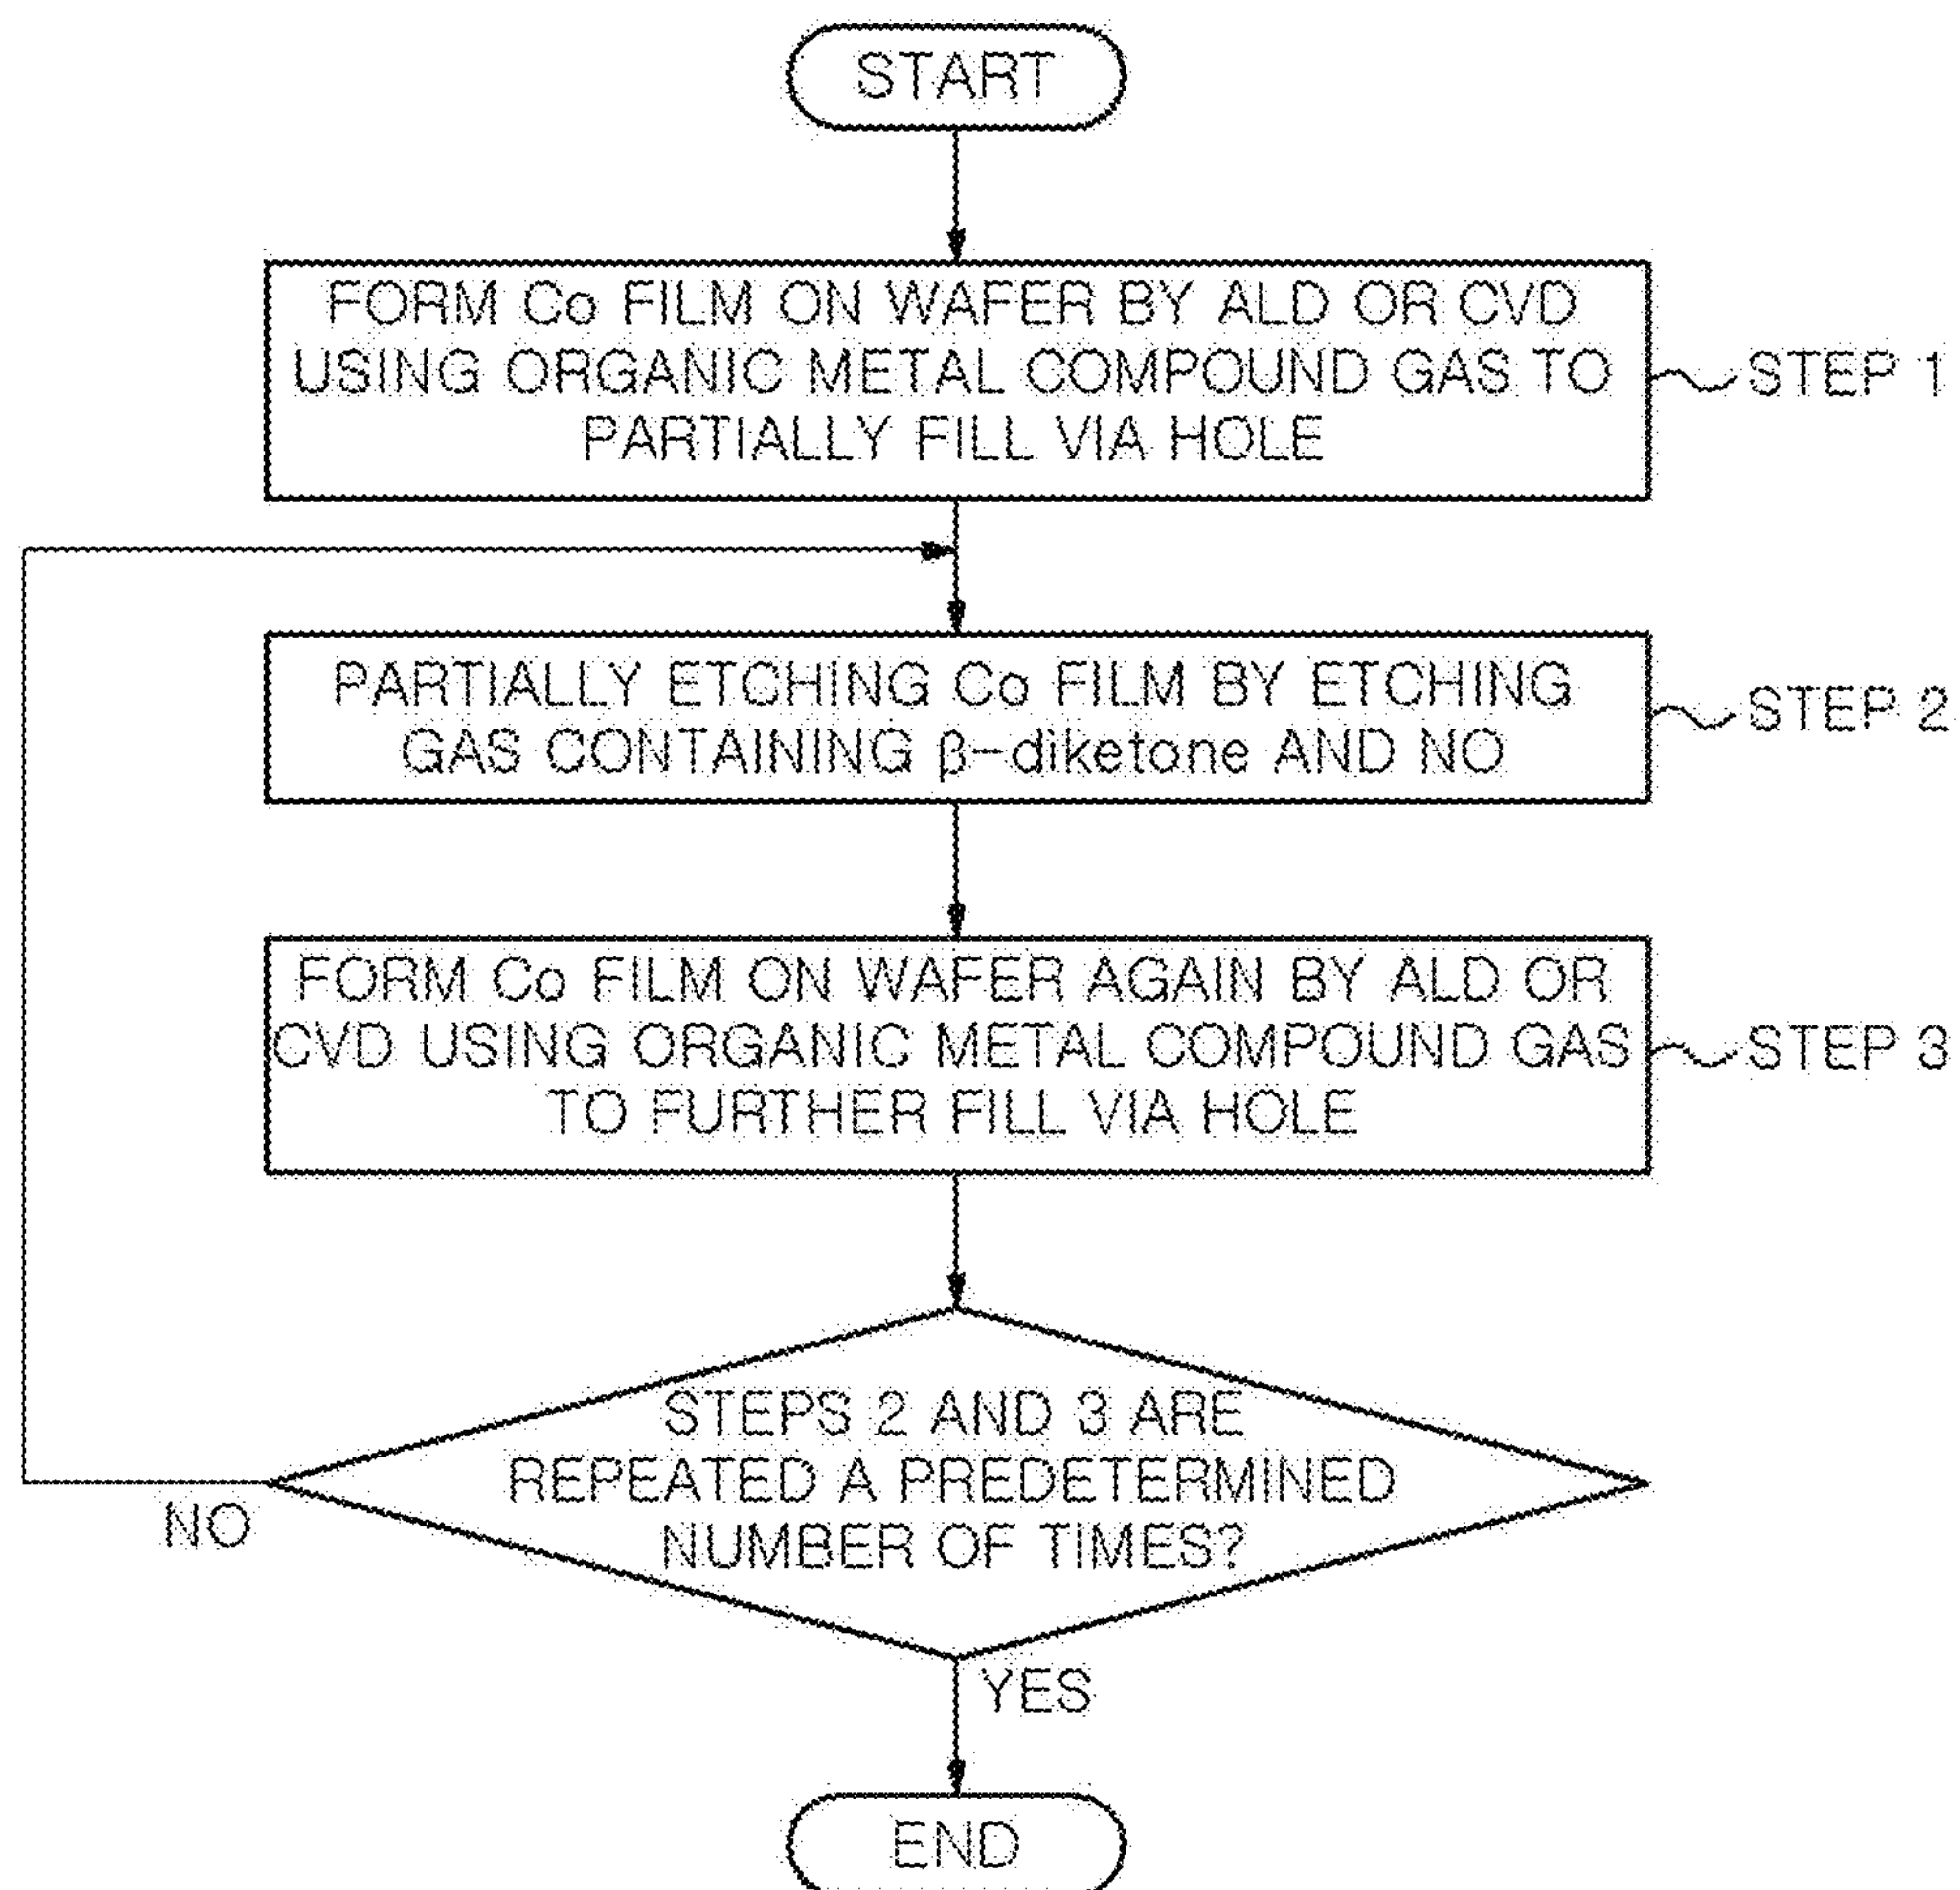 START
FORM Co FILM ON WAFER BY ALD OR CVD
USING ORGANIC METAL COMPOUND GAS TO
PARTIALLY FILL VIA HOLE
STEP 1
PARTIALLY ETCHING Co FILM BY ETCHING
GAS CONTAINING β-diketone AND NO
STEP 2
FORM Co FILM ON WAFER AGAIN BY ALD OR
CVD USING ORGANIC METAL COMPOUND GAS
TO FURTHER FILL VIA HOLE
STEP 3
STEPS 2 AND 3 ARE
REPEATED A PREDETERMINED
NUMBER OF TIMES?
NO
YES
END